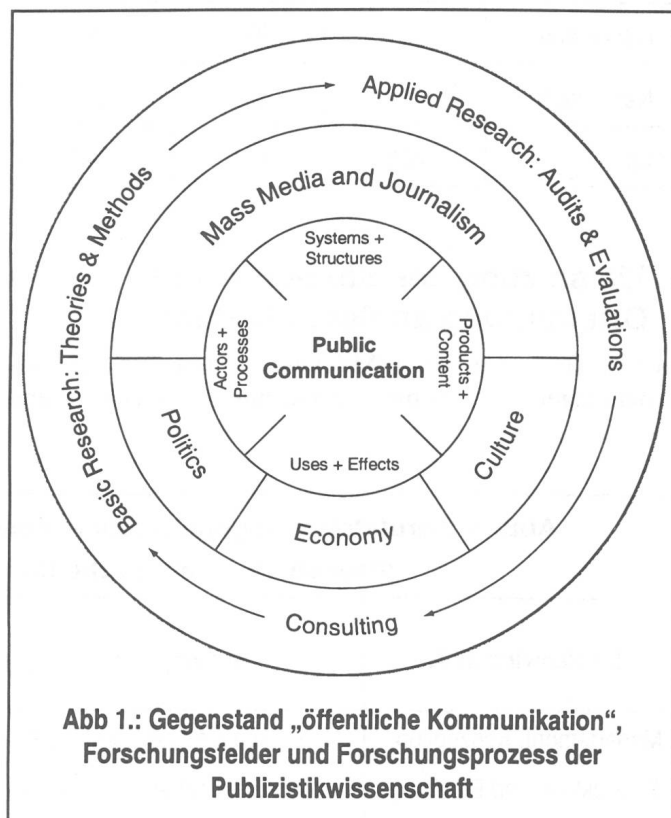 Applied Research: Audits & Evaluations
Basic Research: Theories & Methods
Consulting
Mass Media and Journalism
Politics
Economy
Culture
Systems +
Structures
Actors +
Processes
Products +
Content
Uses + Effects
Public
Communication
Abb 1.: Gegenstand „öffentliche Kommunikation“,
Forschungsfelder und Forschungsprozess der
Publizistikwissenschaft